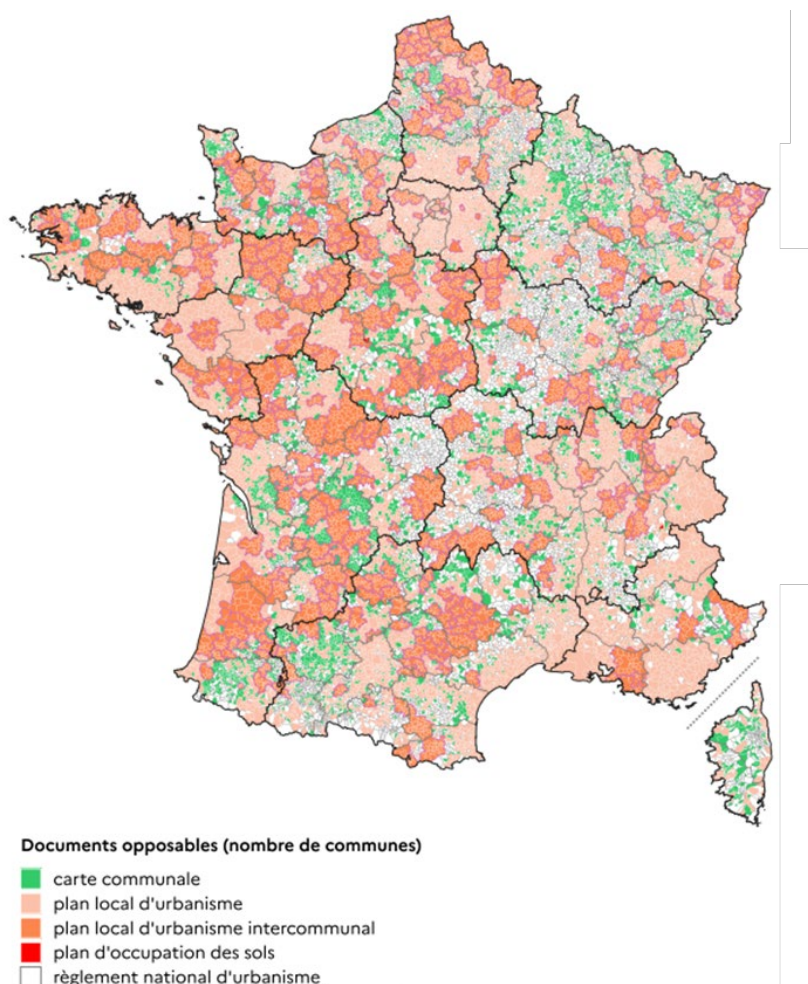 Documents opposables (nombre de communes)
carte communale
plan local d'urbanisme
plan local d'urbanisme intercommunal
plan d'occupation des sols
règlement national d'urbanisme